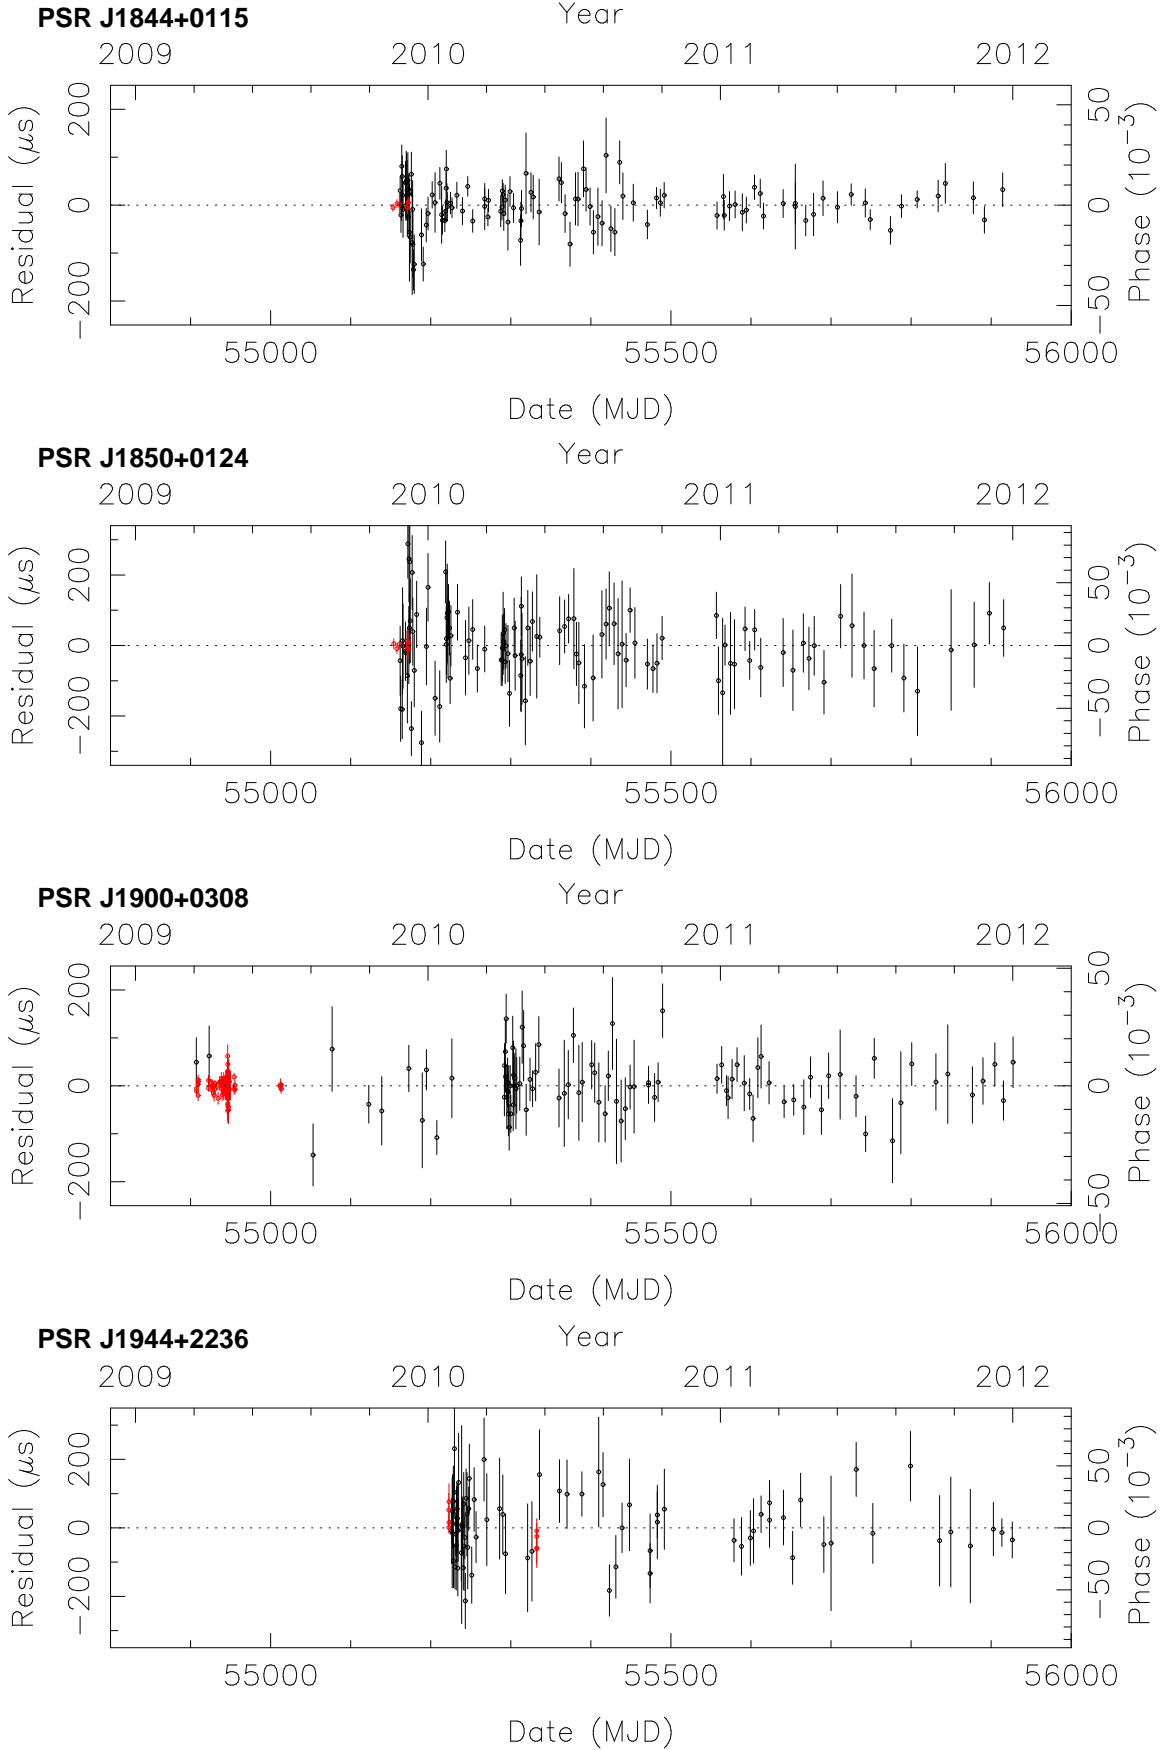 PSR J1844+0115
Year
2009 2010 2011 2012
Residual (μs)
200 0 −200
50 0 −50
Phase (10−3)
55000 55500 56000
Date (MJD)
PSR J1850+0124
Year
2009 2010 2011 2012
Residual (μs)
200 0 −200
50 0 −50
Phase (10−3)
55000 55500 56000
Date (MJD)
PSR J1900+0308
Year
2009 2010 2011 2012
Residual (μs)
200 0 −200
50 0 −50
Phase (10−3)
55000 55500 56000
Date (MJD)
PSR J1944+2236
Year
2009 2010 2011 2012
Residual (μs)
200 0 −200
50 0 −50
Phase (10−3)
55000 55500 56000
Date (MJD)